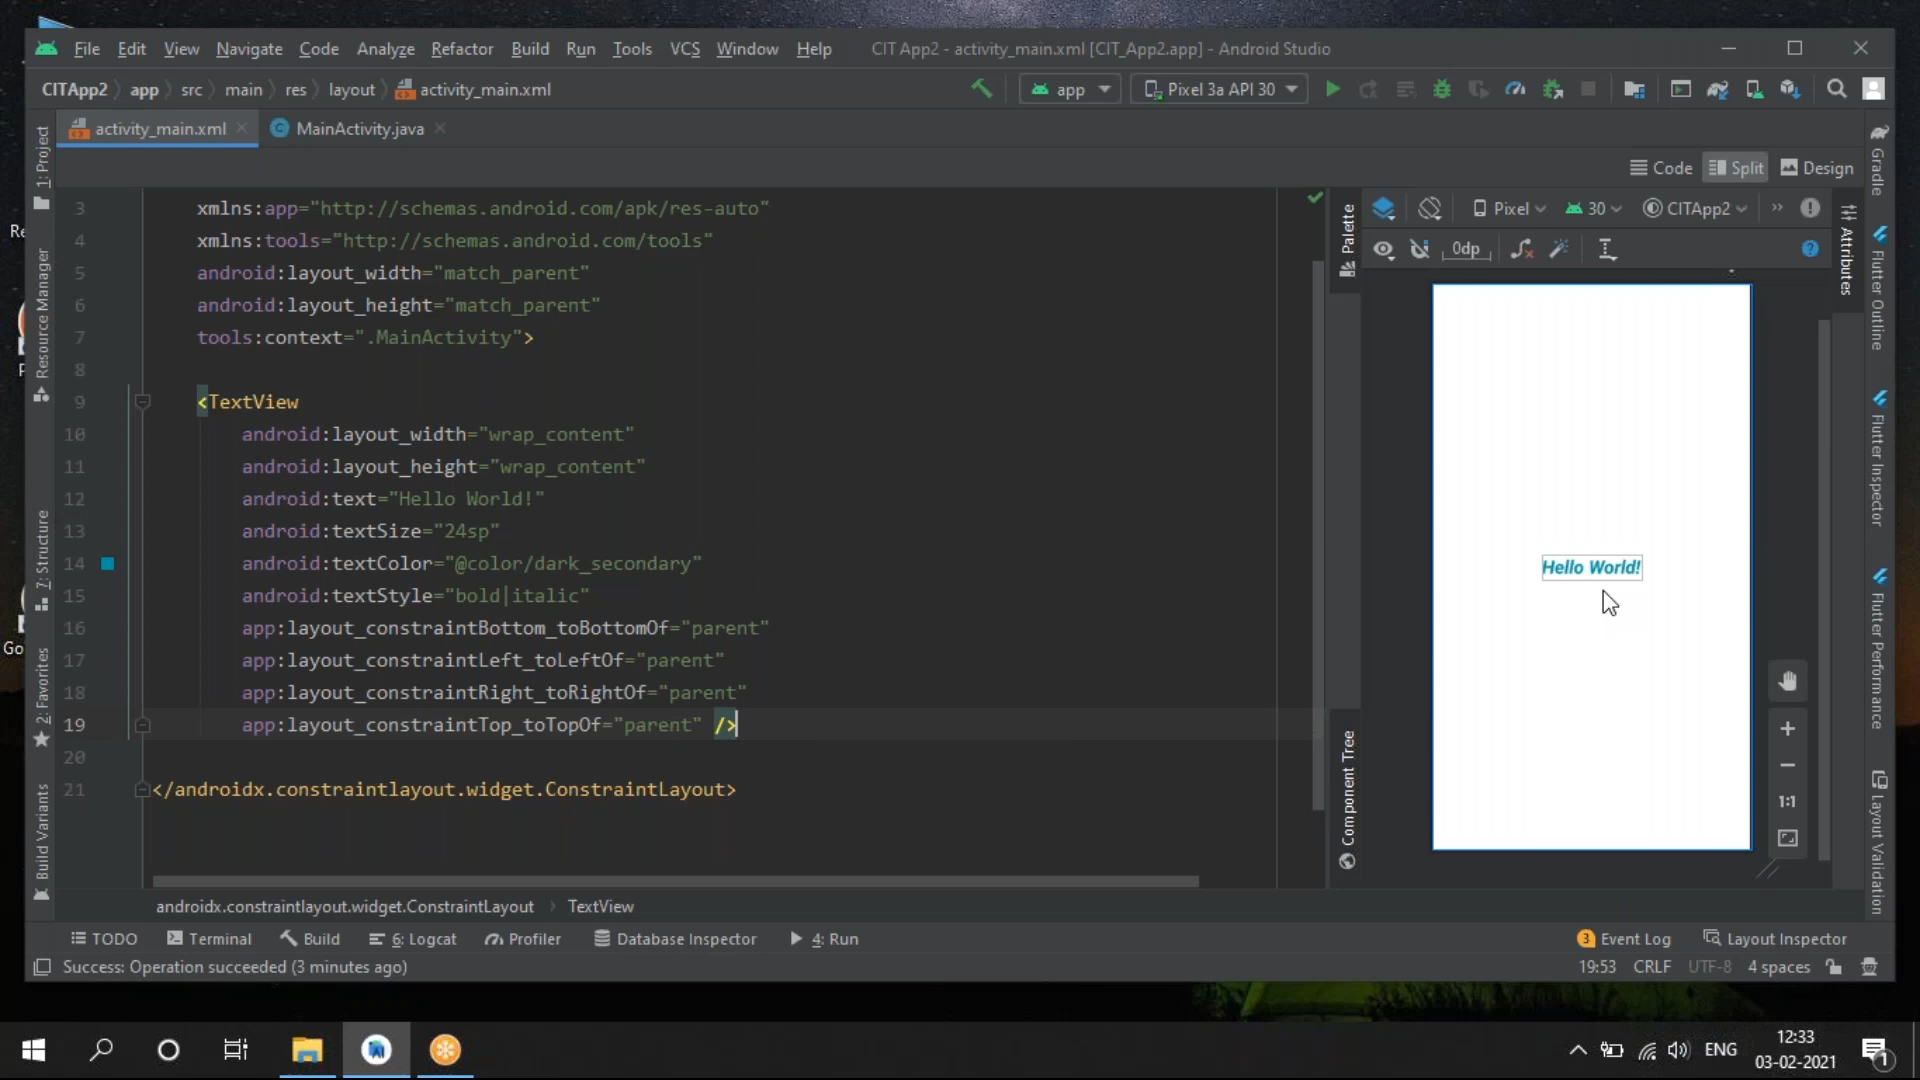 File Edit View Navigate Code Analyze Refactor Build Run Tools VCS Window Help CIT App2 - activity_main.xml [CIT_App2.app] - Android Studio
CITApp2 app src main res layout activity_main.xml app Pixel 3a API 30
activity_main.xml MainActivity.java
Code Split Design
1: Project
Resource Manager
7: Structure
2: Favorites
Build Variants
3 xmlns:app="http://schemas.android.com/apk/res-auto"
4 xmlns:tools="http://schemas.android.com/tools"
5 android:layout_width="match_parent"
6 android:layout_height="match_parent"
7 tools:context=".MainActivity">
8
9 <TextView
10 android:layout_width="wrap_content"
11 android:layout_height="wrap_content"
12 android:text="Hello World!"
13 android:textSize="24sp"
14 android:textColor="@color/dark_secondary"
15 android:textStyle="bold|italic"
16 app:layout_constraintBottom_toBottomOf="parent"
17 app:layout_constraintLeft_toLeftOf="parent"
18 app:layout_constraintRight_toRightOf="parent"
19 app:layout_constraintTop_toTopOf="parent" />
20
21 </androidx.constraintlayout.widget.ConstraintLayout>
Palette
Component Tree
Pixel 30 CITApp2 »
0dp
Hello World!
1:1
Attributes
Gradle
Flutter Outline
Flutter Inspector
Flutter Performance
Layout Validation
androidx.constraintlayout.widget.ConstraintLayout TextView
TODO Terminal Build 6: Logcat Profiler Database Inspector 4: Run 3 Event Log Layout Inspector
Success: Operation succeeded (3 minutes ago) 19:53 CRLF UTF-8 4 spaces
ENG 12:33
03-02-2021
1